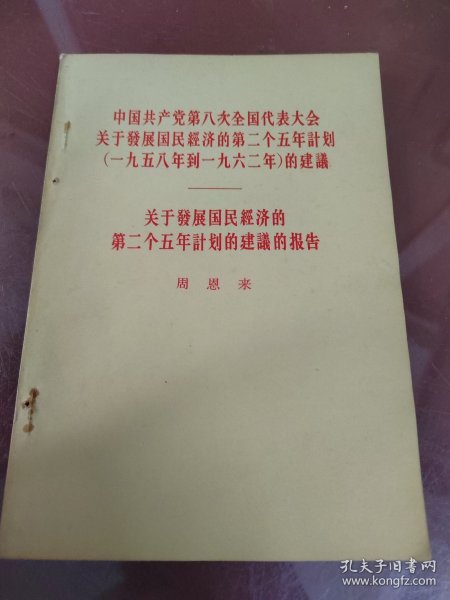 中国共产党第八次全国代表大会
关于發展国民經济的第二个五年計划
(一九五八年到一九六二年)的建議
关于發展国民經济的
第二个五年計划的建議的报告
周恩来
孔夫子旧书网
www.kongfz.com